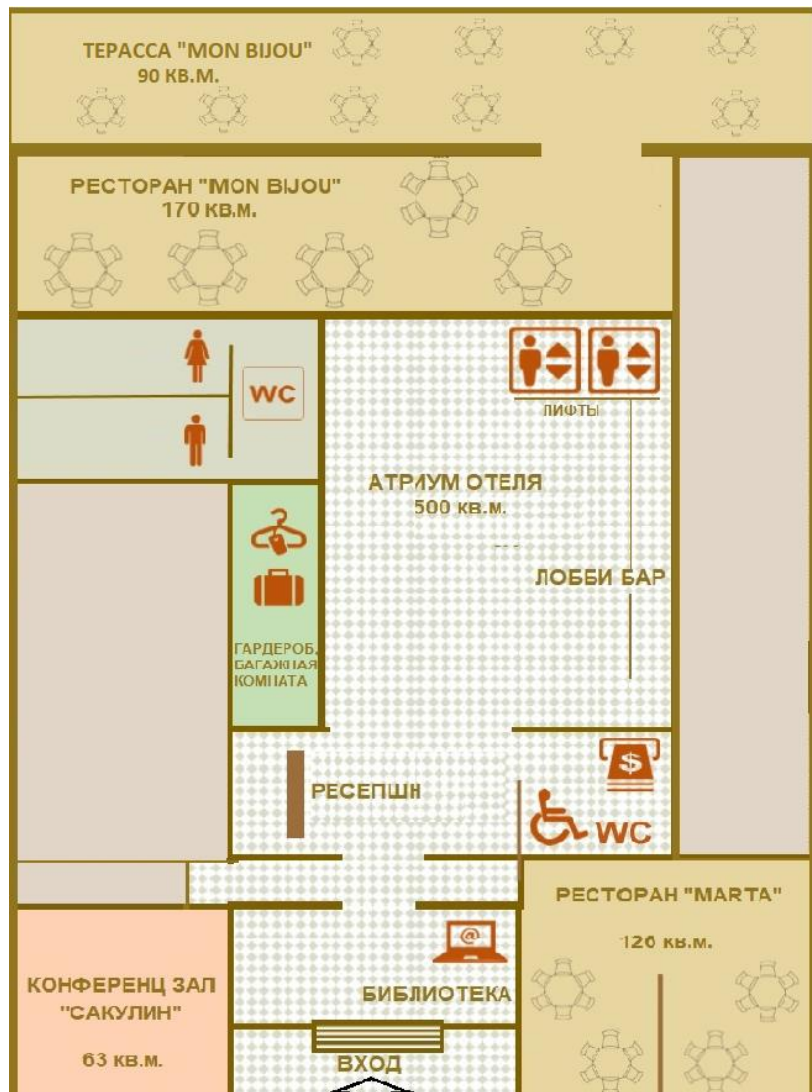 ТЕРАССА "MON BIJOU"
90 КВ.М.
РЕСТОРАН "MON BIJOU"
170 КВ.М.
WC
ЛИФТЫ
АТРИУМ ОТЕЛЯ
500 КВ.М.
ЛОББИ БАР
ГАРДЕРОБ,
БАГАЖНАЯ
КОМНАТА
$
РЕСЕПШН
WC
РЕСТОРАН "MARTA"
126 КВ.М.
@
КОНФЕРЕНЦ ЗАЛ
"САКУЛИН"
63 КВ.М.
БИБЛИОТЕКА
ВХОД